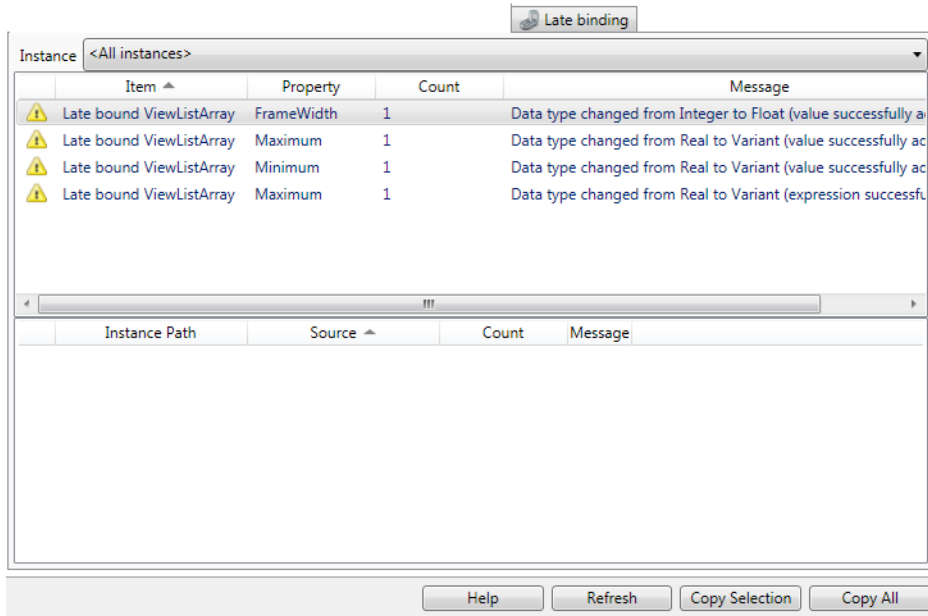 Late binding
Instance <All instances>
Item Property Count Message
Late bound ViewListArray FrameWidth 1 Data type changed from Integer to Float (value successfully a
Late bound ViewListArray Maximum 1 Data type changed from Real to Variant (value successfully ac
Late bound ViewListArray Minimum 1 Data type changed from Real to Variant (value successfully ac
Late bound ViewListArray Maximum 1 Data type changed from Real to Variant (expression successfu
Instance Path Source Count Message
Help Refresh Copy Selection Copy All